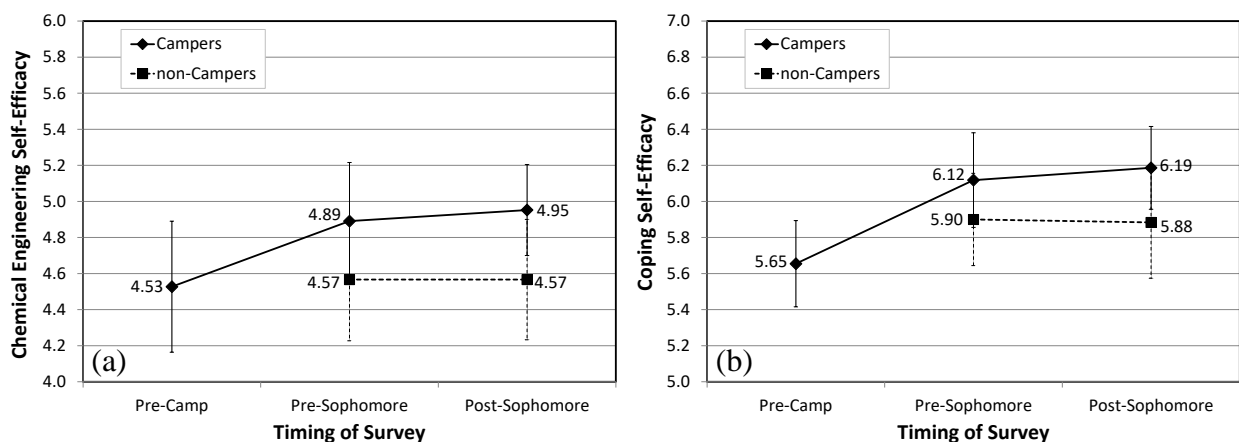 Chemical Engineering Self-Efficacy
6.0
5.8
5.6
5.4
5.2
5.0
4.8
4.6
4.4
4.2
4.0
Campers
non-Campers
4.53
4.89
4.95
4.57
4.57
(a)
Pre-Camp Pre-Sophomore Post-Sophomore
Timing of Survey
Coping Self-Efficacy
7.0
6.8
6.6
6.4
6.2
6.0
5.8
5.6
5.4
5.2
5.0
Campers
non-Campers
5.65
6.12
6.19
5.90
5.88
(b)
Pre-Camp Pre-Sophomore Post-Sophomore
Timing of Survey